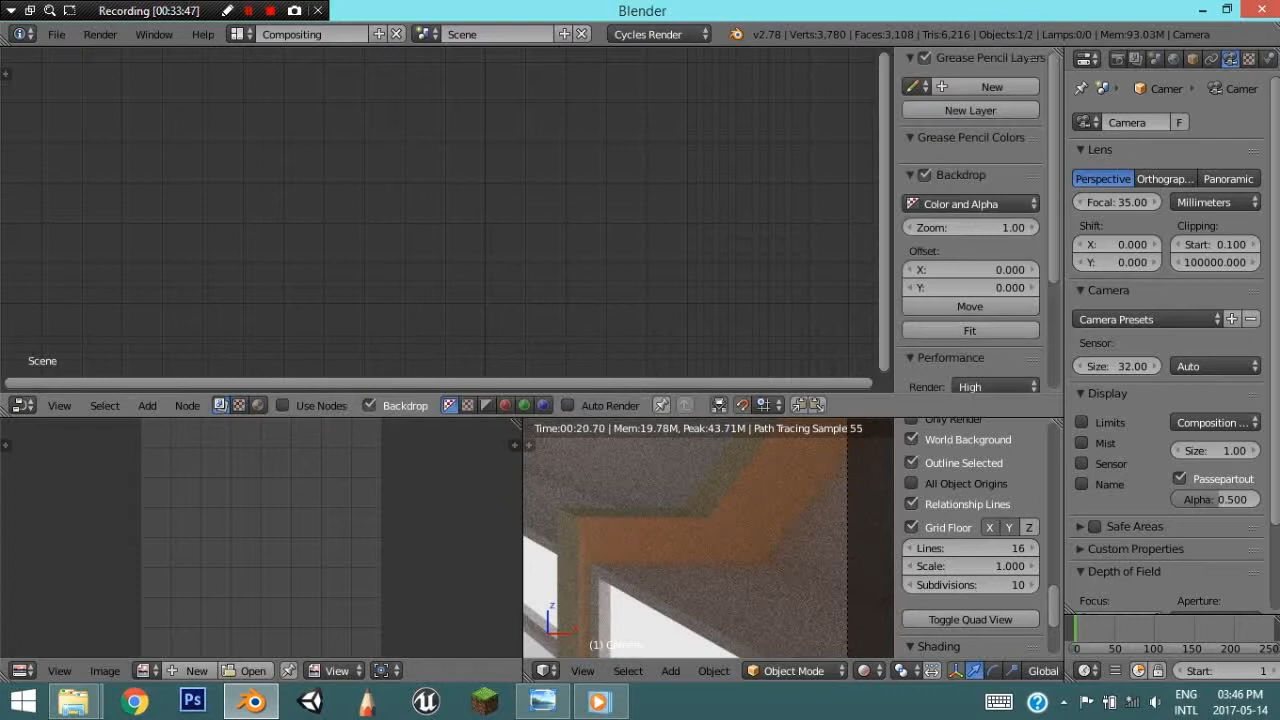 Recording [00:33:47]
Blender
File Render Window Help Compositing Scene Cycles Render v2.78 | Verts:3,780 | Faces:3,108 | Tris:6,216 | Objects:1/2 | Lamps:0/0 | Mem:93.03M | Camera
Grease Pencil Layers
New
New Layer
Grease Pencil Colors
Backdrop
Color and Alpha
Zoom: 1.00
Offset:
X: 0.000
Y: 0.000
Move
Fit
Performance
Render: High
Scene
Camer Camer
Camera F
Lens
Perspective Orthograp... Panoramic
Focal: 35.00 Millimeters
Shift: Clipping:
X: 0.000 Start: 0.100
Y: 0.000 100000.000
Camera
Camera Presets
Sensor:
Size: 32.00 Auto
Display
Limits Composition ...
Mist Size: 1.00
Sensor Passepartout
Name Alpha: 0.500
Safe Areas
Custom Properties
Depth of Field
Focus: Aperture:
View Select Add Node Use Nodes Backdrop Auto Render
Time:00:20.70 | Mem:19.78M, Peak:43.71M | Path Tracing Sample 55
Only Render
World Background
Outline Selected
All Object Origins
Relationship Lines
Grid Floor X Y Z
Lines: 16
Scale: 1.000
Subdivisions: 10
Toggle Quad View
Shading
z
(1) Camera
0 50 100 150 200 250
View Image New Open View
View Select Add Object Object Mode Global
Start: 1
Ps
ENG
INTL
03:46 PM
2017-05-14